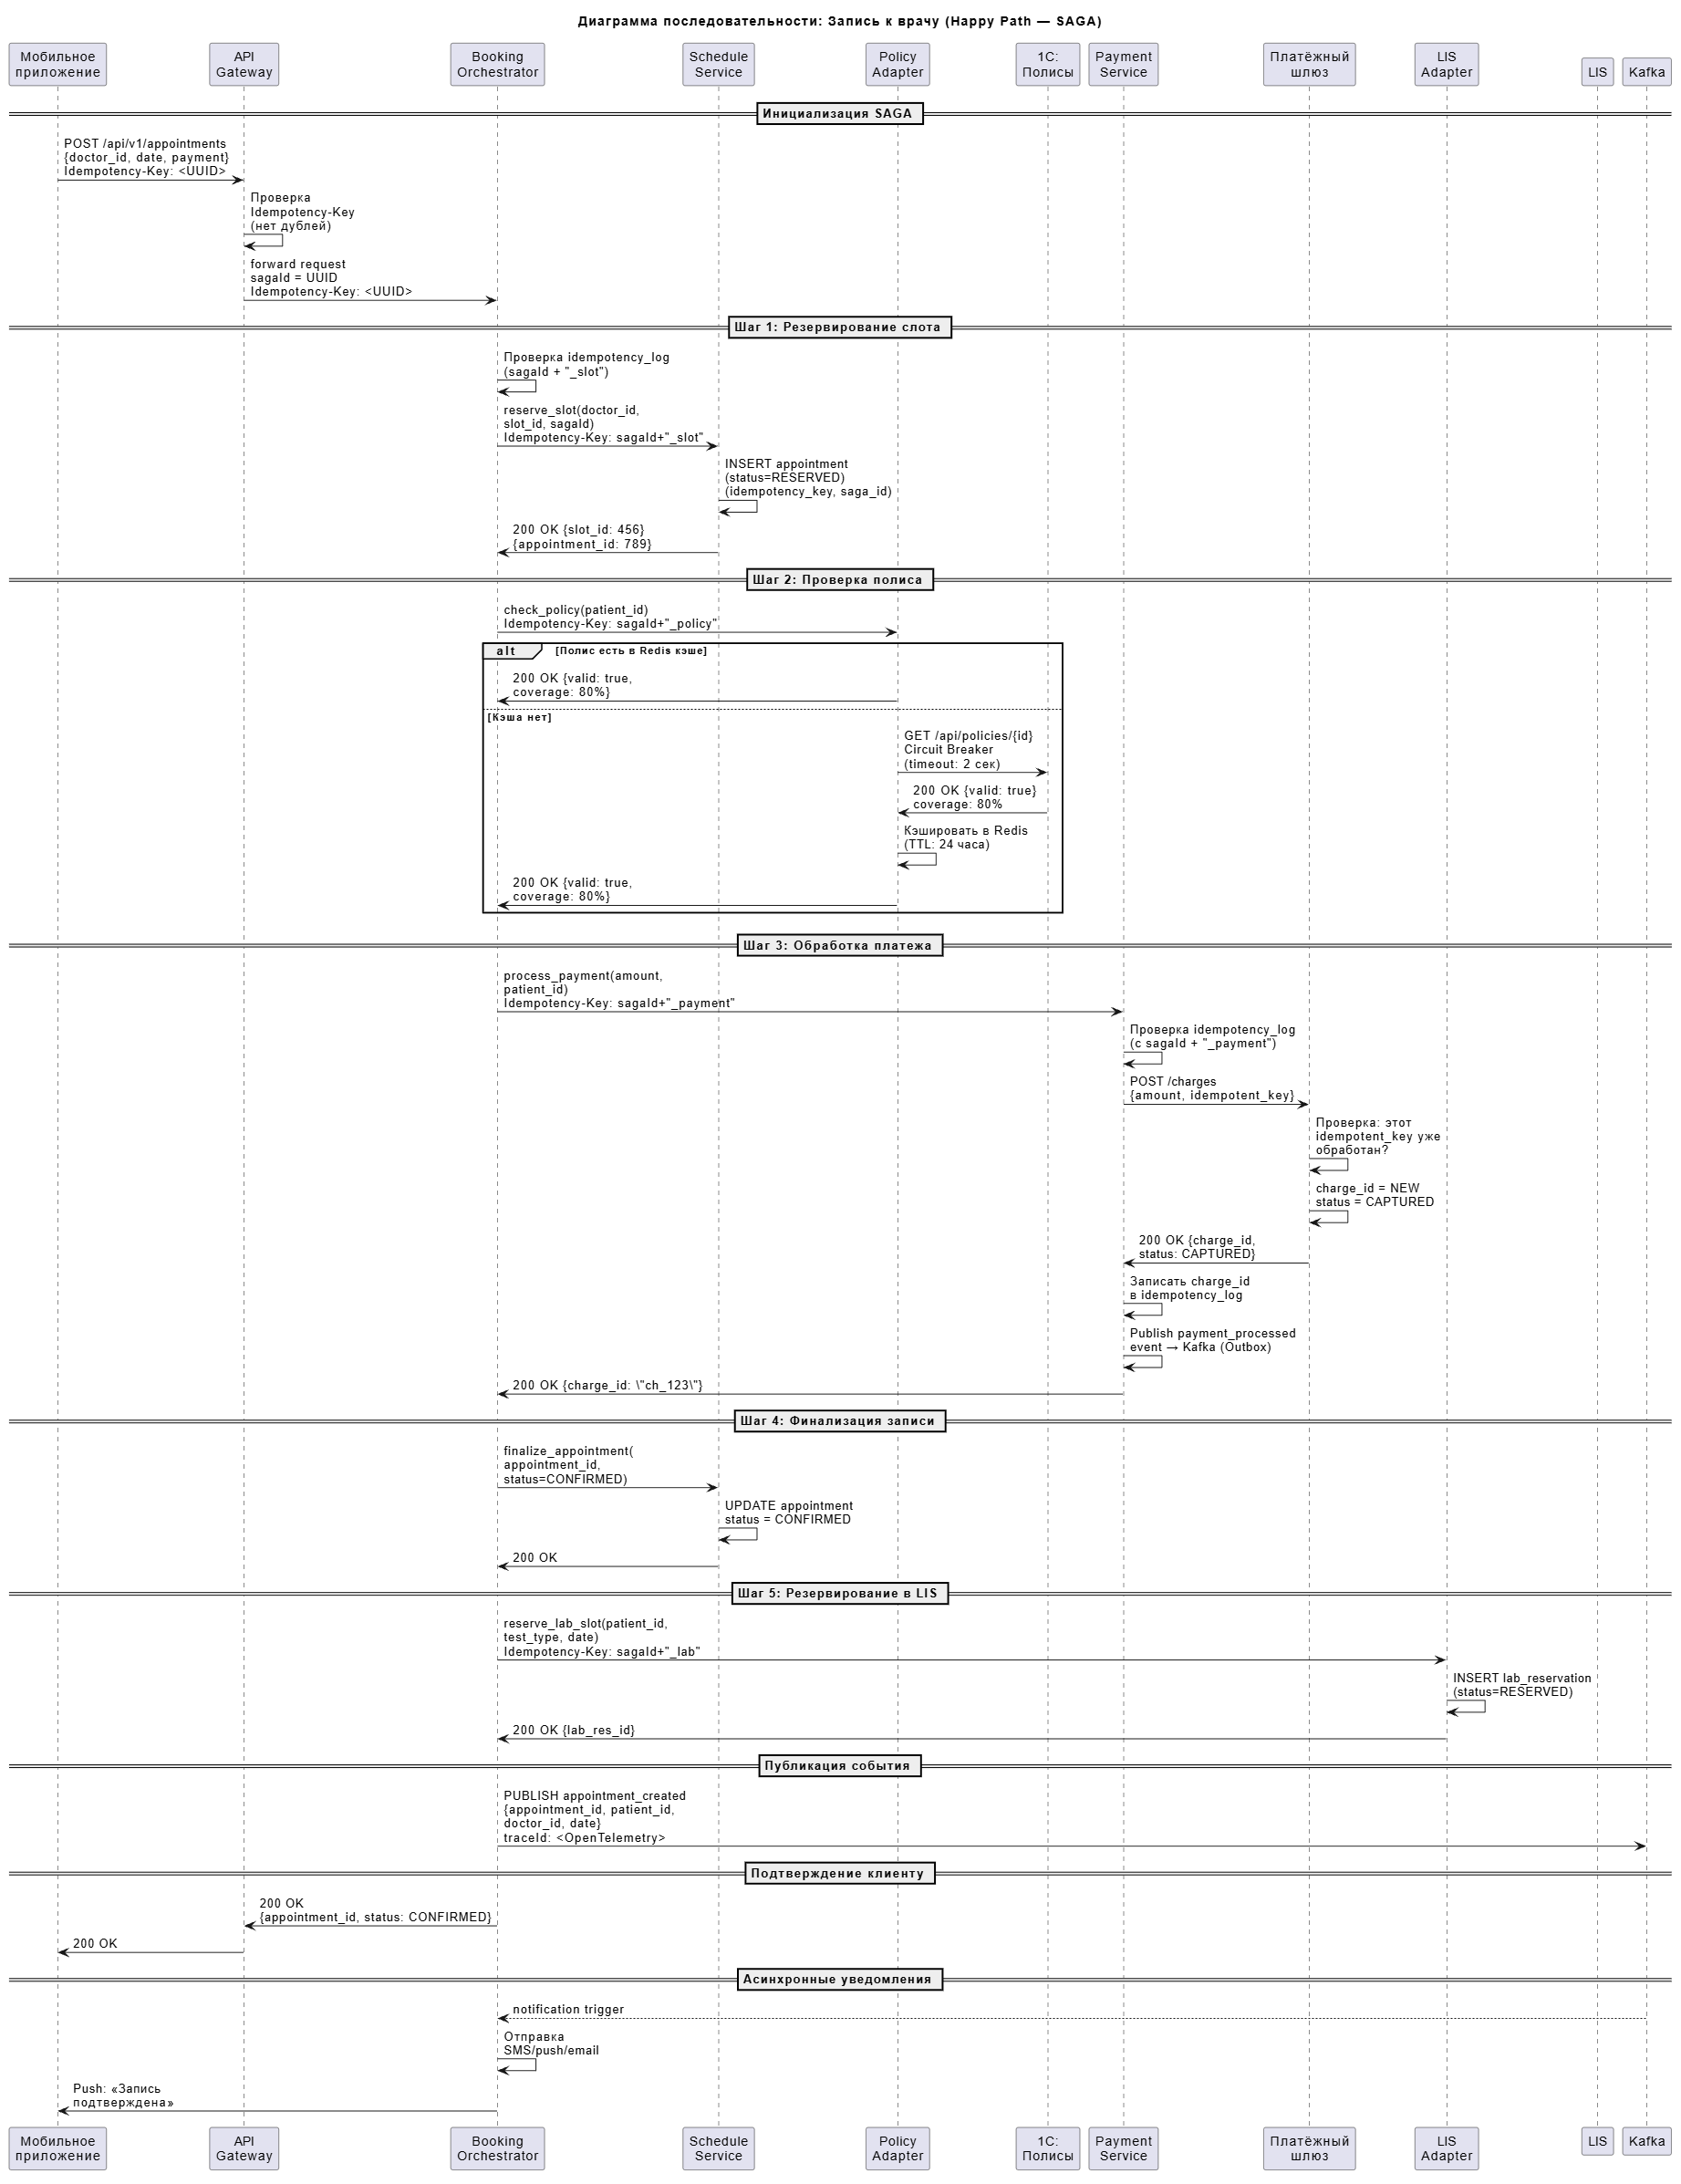 Диаграмма последовательности: Запись к врачу (Happy Path — SAGA)
Мобильное
приложение
API
Gateway
Booking
Orchestrator
Schedule
Service
Policy
Adapter
1С:
Полисы
Payment
Service
Платёжный
шлюз
LIS
Adapter
LIS
Kafka
Инициализация SAGA
POST /api/v1/appointments
{doctor_id, date, payment}
Idempotency-Key: <UUID>
Проверка
Idempotency-Key
(нет дублей)
forward request
sagaId = UUID
Idempotency-Key: <UUID>
Шаг 1: Резервирование слота
Проверка idempotency_log
(sagaId + "_slot")
reserve_slot(doctor_id,
slot_id, sagaId)
Idempotency-Key: sagaId+"_slot"
INSERT appointment
(status=RESERVED)
(idempotency_key, saga_id)
200 OK {slot_id: 456}
{appointment_id: 789}
Шаг 2: Проверка полиса
check_policy(patient_id)
Idempotency-Key: sagaId+"_policy"
alt
[Полис есть в Redis кэше]
200 OK {valid: true,
coverage: 80%}
[Кэша нет]
GET /api/policies/{id}
Circuit Breaker
(timeout: 2 сек)
200 OK {valid: true}
coverage: 80%
Кэшировать в Redis
(TTL: 24 часа)
200 OK {valid: true,
coverage: 80%}
Шаг 3: Обработка платежа
process_payment(amount,
patient_id)
Idempotency-Key: sagaId+"_payment"
Проверка idempotency_log
(с sagaId + "_payment")
POST /charges
{amount, idempotent_key}
Проверка: этот
idempotent_key уже
обработан?
charge_id = NEW
status = CAPTURED
200 OK {charge_id,
status: CAPTURED}
Записать charge_id
в idempotency_log
Publish payment_processed
event → Kafka (Outbox)
200 OK {charge_id: \"ch_123\"}
Шаг 4: Финализация записи
finalize_appointment(
appointment_id,
status=CONFIRMED)
UPDATE appointment
status = CONFIRMED
200 OK
Шаг 5: Резервирование в LIS
reserve_lab_slot(patient_id,
test_type, date)
Idempotency-Key: sagaId+"_lab"
INSERT lab_reservation
(status=RESERVED)
200 OK {lab_res_id}
Публикация события
PUBLISH appointment_created
{appointment_id, patient_id,
doctor_id, date}
traceId: <OpenTelemetry>
Подтверждение клиенту
200 OK
{appointment_id, status: CONFIRMED}
200 OK
Асинхронные уведомления
notification trigger
Отправка
SMS/push/email
Push: «Запись
подтверждена»
Мобильное
приложение
API
Gateway
Booking
Orchestrator
Schedule
Service
Policy
Adapter
1С:
Полисы
Payment
Service
Платёжный
шлюз
LIS
Adapter
LIS
Kafka